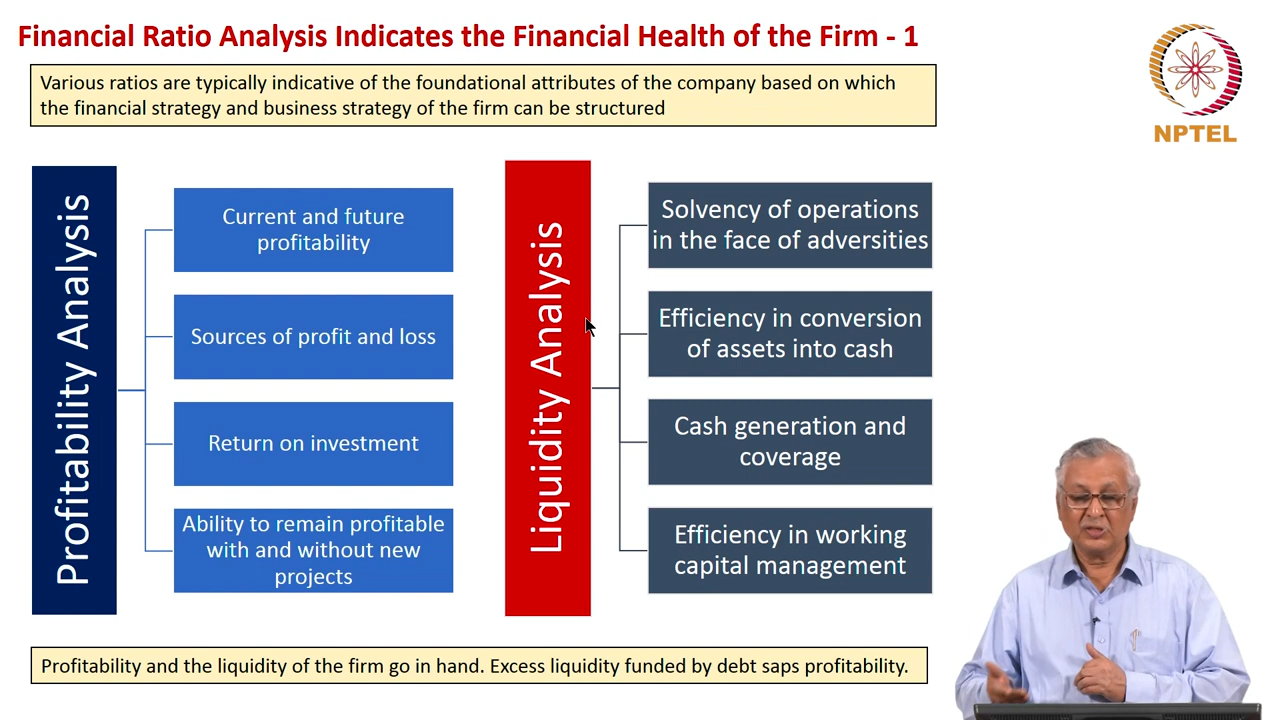 Financial Ratio Analysis Indicates the Financial Health of the Firm - 1
Various ratios are typically indicative of the foundational attributes of the company based on which
the financial strategy and business strategy of the firm can be structured
NPTEL
Profitability Analysis
Current and future
profitability
Sources of profit and loss
Return on investment
Ability to remain profitable
with and without new
projects
Liquidity Analysis
Solvency of operations
in the face of adversities
Efficiency in conversion
of assets into cash
Cash generation and
coverage
Efficiency in working
capital management
Profitability and the liquidity of the firm go in hand. Excess liquidity funded by debt saps profitability.